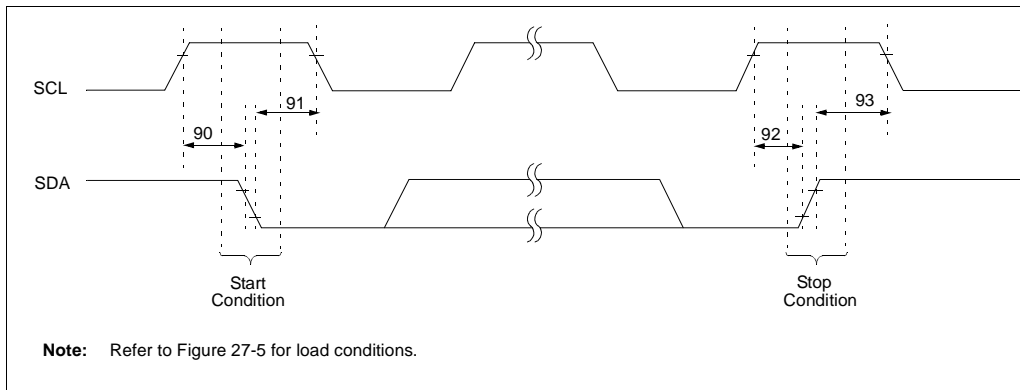 SCL
91
93
90
92
SDA
Start
Condition
Stop
Condition
Note: Refer to Figure 27-5 for load conditions.